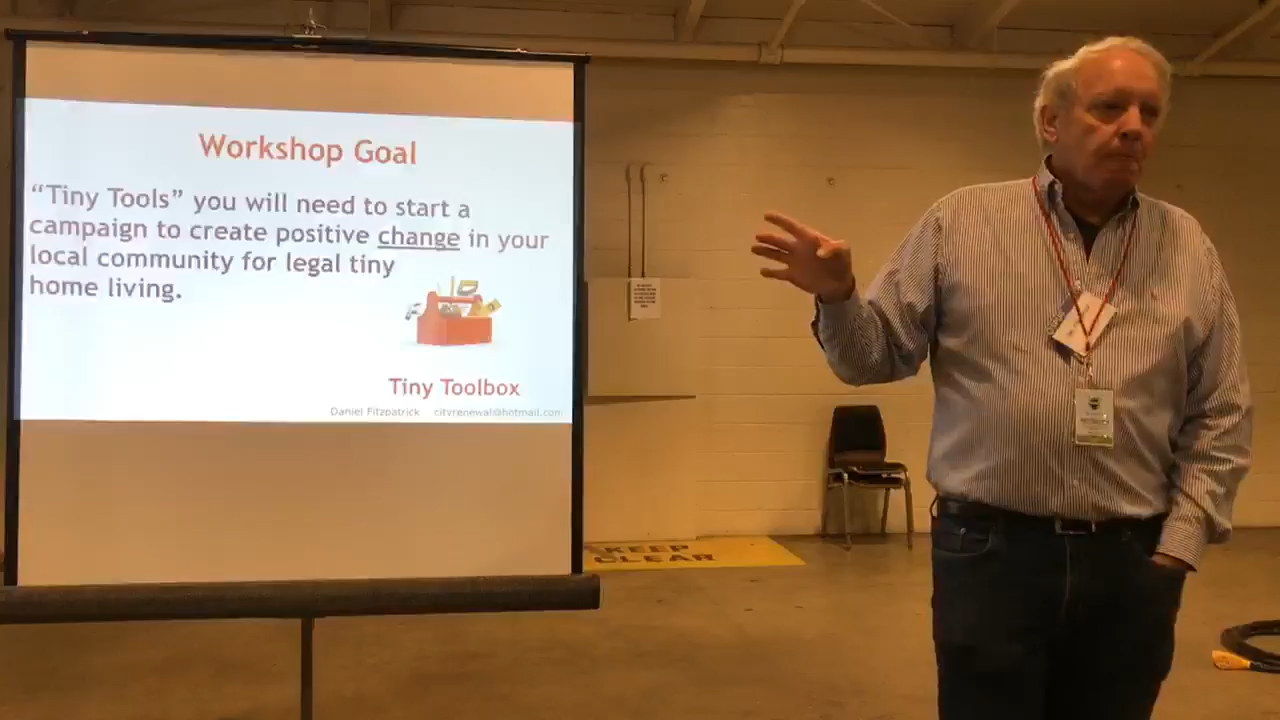 Workshop Goal
“Tiny Tools” you will need to start a
campaign to create positive change in your
local community for legal tiny
home living.
Tiny Toolbox
Daniel Fitzpatrick cityrenewal@hotmail.com
KEEP
CLEAR